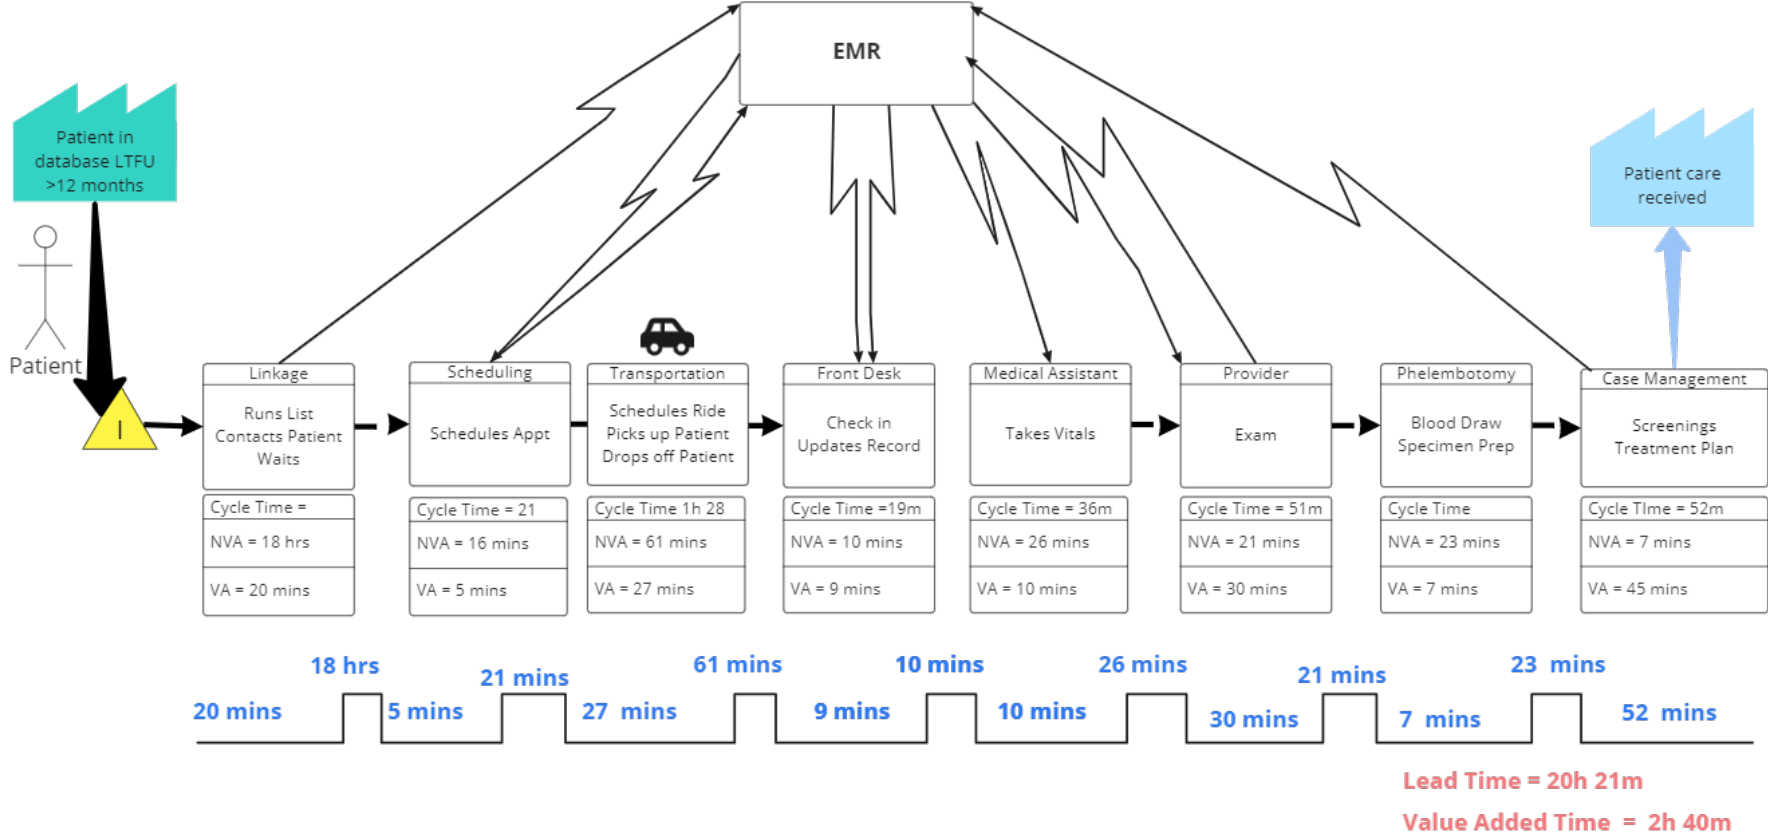 EMR
Patient in
database LTFU
>12 months
Patient care
received
Patient
I
Linkage
Runs List
Contacts Patient
Waits
Scheduling
Schedules Appt
Transportation
Schedules Ride
Picks up Patient
Drops off Patient
Front Desk
Check in
Updates Record
Medical Assistant
Takes Vitals
Provider
Exam
Phelembotomy
Blood Draw
Specimen Prep
Case Management
Screenings
Treatment Plan
Cycle Time =
NVA = 18 hrs
VA = 20 mins
Cycle Time = 21
NVA = 16 mins
VA = 5 mins
Cycle Time 1h 28
NVA = 61 mins
VA = 27 mins
Cycle Time =19m
NVA = 10 mins
VA = 9 mins
Cycle Time = 36m
NVA = 26 mins
VA = 10 mins
Cycle Time = 51m
NVA = 21 mins
VA = 30 mins
Cycle Time
NVA = 23 mins
VA = 7 mins
Cycle TIme = 52m
NVA = 7 mins
VA = 45 mins
20 mins
18 hrs
5 mins
21 mins
27 mins
61 mins
9 mins
10 mins
10 mins
26 mins
30 mins
21 mins
7 mins
23 mins
52 mins
Lead Time = 20h 21m
Value Added Time = 2h 40m